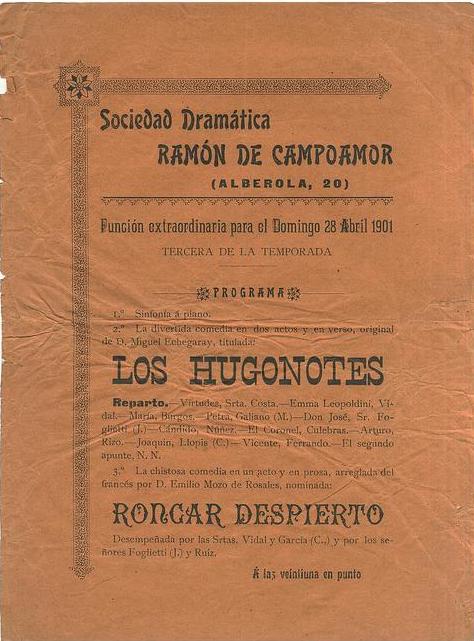 Sociedad Dramática
RAMÓN DE CAMPOAMOR
(ALBEROLA, 20)
Función extraordinaria para el Domingo 28 Abril 1901
TERCERA DE LA TEMPORADA
PROGRAMA
1.º Sinfonía á piano.
2.º La divertida comedia en dos actos y en verso, original
de D. Miguel Echegaray, titulada:
LOS HUGONOTES
Reparto.—Virtudes, Srta. Costa.—Emma Leopoldini, Vi-
dal.—María, Burgos.—Petra, Galiano (M.)—Don José, Sr. Fo-
glietti (J.)—Cándido, Núñez.—El Coronel, Culebras.—Arturo,
Rizo.—Joaquin, Llopis (C.)—Vicente, Ferrando.—El segundo
apunte, N. N.
3.º La chistosa comedia en un acto y en prosa, arreglada del
francés por D. Emilio Mozo de Rosales, nominada:
RONCAR DESPIERTO
Desempeñada por las Srtas. Vidal y García (C.,) y por los se-
ñores Foglietti (J.) y Ruiz.
Á las veintiuna en punto